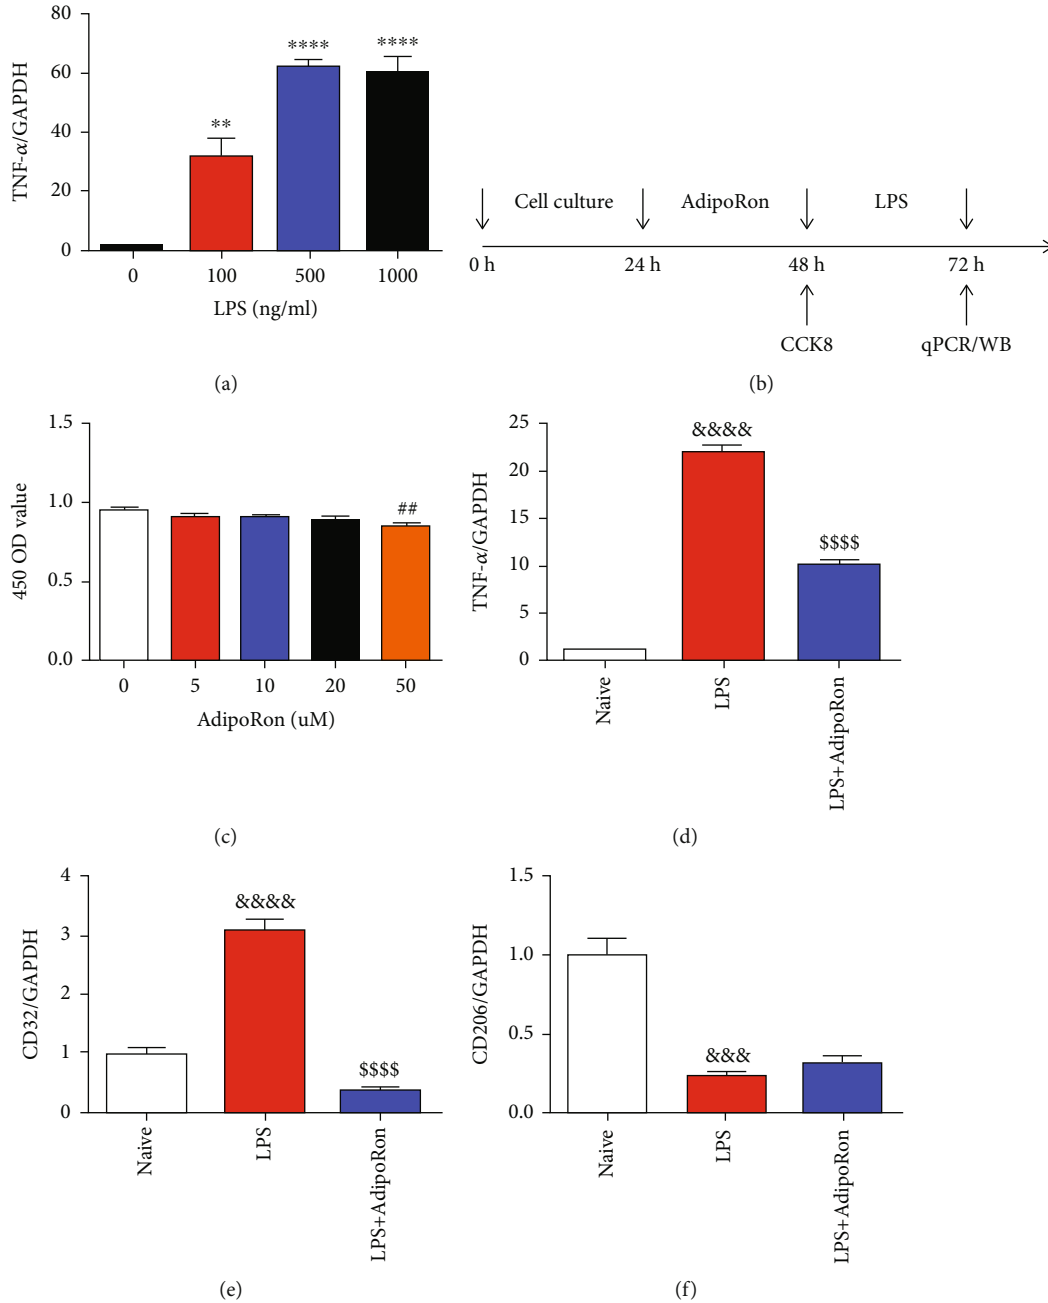 TNF-α/GAPDH
80
60
40
20
0
**
****
****
0 100 500 1000
LPS (ng/ml)
(a)
Cell culture AdipoRon LPS
0 h 24 h 48 h 72 h
CCK8 qPCR/WB
(b)
450 OD value
1.5
1.0
0.5
0.0
##
0 5 10 20 50
AdipoRon (uM)
(c)
TNF-α/GAPDH
25
20
15
10
5
0
&&&&
$$$$
Naive
LPS
LPS+AdipoRon
(d)
CD32/GAPDH
4
3
2
1
0
&&&&
$$$$
Naive
LPS
LPS+AdipoRon
(e)
CD206/GAPDH
1.5
1.0
0.5
0.0
&&&
Naive
LPS
LPS+AdipoRon
(f)